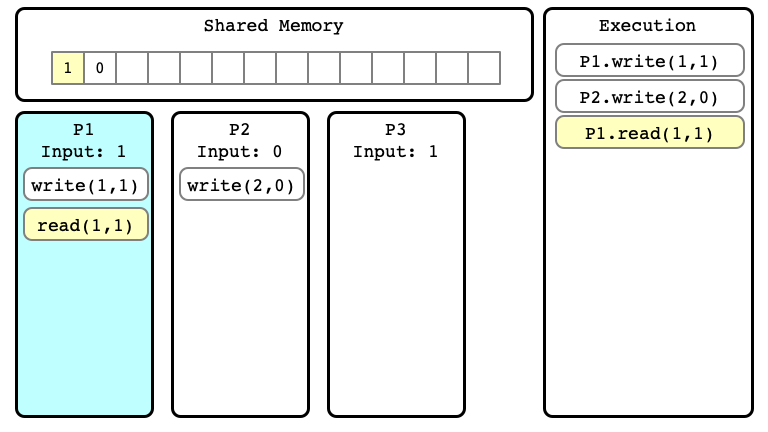 Shared Memory
1 0
P1
Input: 1
write(1,1)
read(1,1)
P2
Input: 0
write(2,0)
P3
Input: 1
Execution
P1.write(1,1)
P2.write(2,0)
P1.read(1,1)